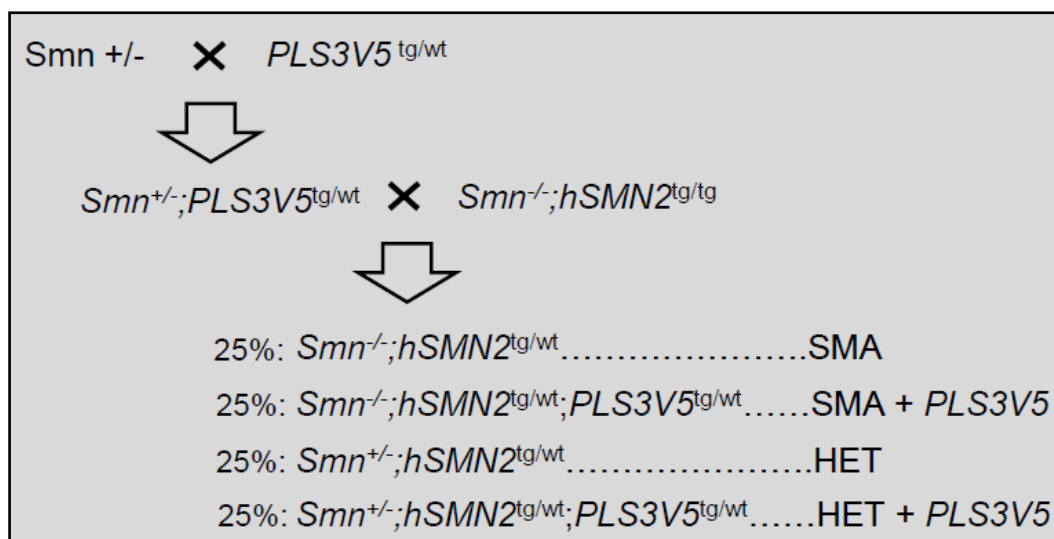 Smn +/- × PLS3V5 tg/wt
Smn+/-;PLS3V5tg/wt × Smn-/-;hSMN2tg/tg
25%: Smn-/-;hSMN2tg/wt......................SMA
25%: Smn-/-;hSMN2tg/wt;PLS3V5tg/wt......SMA + PLS3V5
25%: Smn+/-;hSMN2tg/wt......................HET
25%: Smn+/-;hSMN2tg/wt;PLS3V5tg/wt......HET + PLS3V5